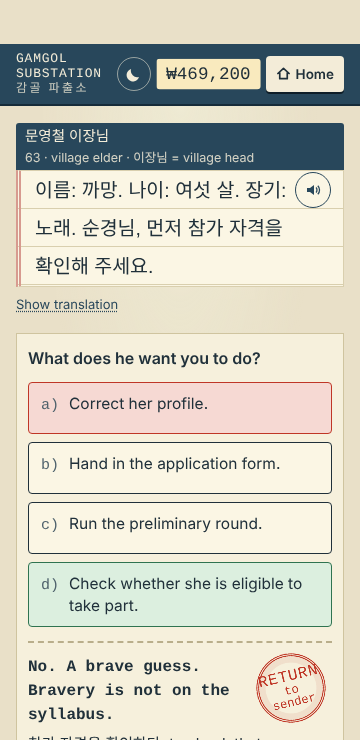 GAMGOL
SUBSTATION
감골 파출소
₩469,200
Home
문영철 이장님
63 · village elder · 이장님 = village head
이름: 까망. 나이: 여섯 살. 장기:
노래. 순경님, 먼저 참가 자격을
확인해 주세요.
Show translation
What does he want you to do?
a) Correct her profile.
b) Hand in the application form.
c) Run the preliminary round.
d) Check whether she is eligible to
take part.
No. A brave guess.
Bravery is not on the
syllabus.
RETURN
to
sender